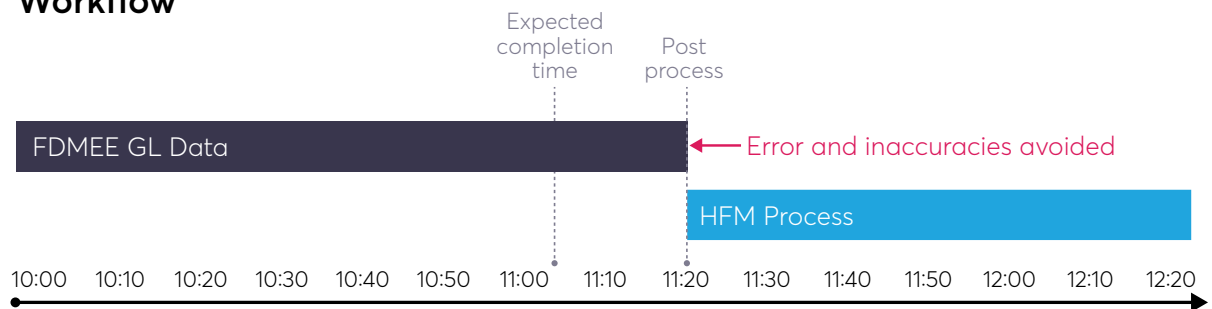 Workflow
Expected
completion
time
Post
process
FDMEE GL Data
Error and inaccuracies avoided
HFM Process
10:00 10:10 10:20 10:30 10:40 10:50 11:00 11:10 11:20 11:30 11:40 11:50 12:00 12:10 12:20